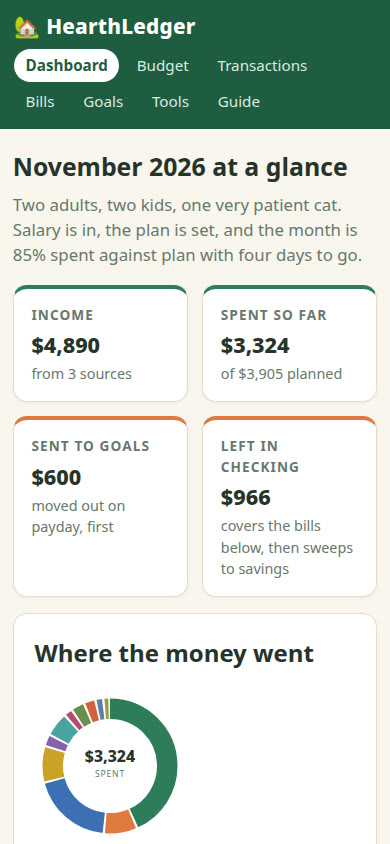 HearthLedger
Dashboard
Budget
Transactions
Bills
Goals
Tools
Guide
November 2026 at a glance
Two adults, two kids, one very patient cat.
Salary is in, the plan is set, and the month is
85% spent against plan with four days to go.
INCOME
$4,890
from 3 sources
SPENT SO FAR
$3,324
of $3,905 planned
SENT TO GOALS
$600
moved out on
payday, first
LEFT IN
CHECKING
$966
covers the bills
below, then sweeps
to savings
Where the money went
$3,324
SPENT